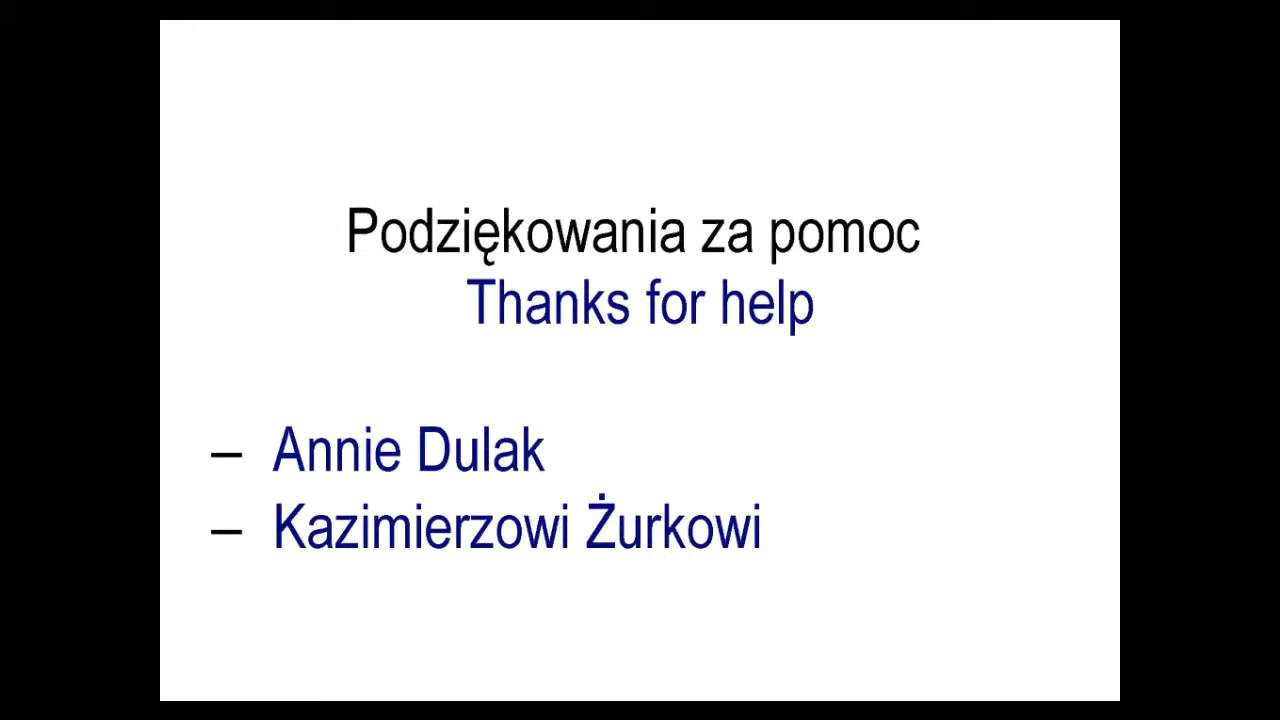 Podziękowania za pomoc
Thanks for help
– Annie Dulak
– Kazimierzowi Żurkowi